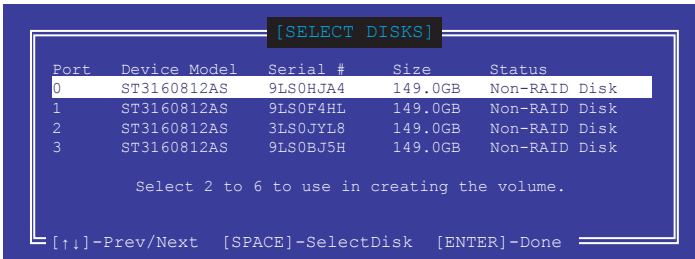 [SELECT DISKS]
Port Device Model Serial # Size Status
0 ST3160812AS 9LS0HJA4 149.0GB Non-RAID Disk
1 ST3160812AS 9LS0F4HL 149.0GB Non-RAID Disk
2 ST3160812AS 3LS0JYL8 149.0GB Non-RAID Disk
3 ST3160812AS 9LS0BJ5H 149.0GB Non-RAID Disk
Select 2 to 6 to use in creating the volume.
[↑↓]-Prev/Next [SPACE]-SelectDisk [ENTER]-Done